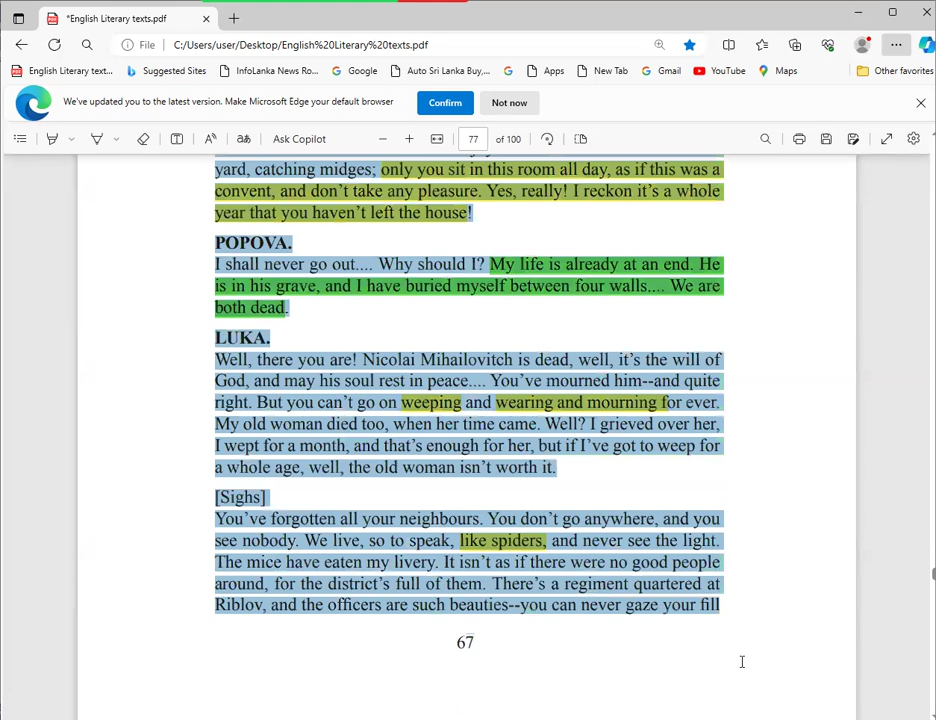 *English Literary texts.pdf
File
C:/Users/user/Desktop/English%20Literary%20texts.pdf
English Literary text...
Suggested Sites
InfoLanka News Ro...
Google
Auto Sri Lanka Buy,...
Apps
New Tab
Gmail
YouTube
Maps
Other favorites
We've updated you to the latest version. Make Microsoft Edge your default browser
Confirm
Not now
Ask Copilot
77 of 100
yard, catching midges; only you sit in this room all day, as if this was a
convent, and don't take any pleasure. Yes, really! I reckon it's a whole
year that you haven't left the house!
POPOVA.
I shall never go out.... Why should I? My life is already at an end. He
is in his grave, and I have buried myself between four walls.... We are
both dead.
LUKA.
Well, there you are! Nicolai Mihailovitch is dead, well, it's the will of
God, and may his soul rest in peace.... You've mourned him--and quite
right. But you can't go on weeping and wearing and mourning for ever.
My old woman died too, when her time came. Well? I grieved over her,
I wept for a month, and that's enough for her, but if I've got to weep for
a whole age, well, the old woman isn't worth it.
[Sighs]
You've forgotten all your neighbours. You don't go anywhere, and you
see nobody. We live, so to speak, like spiders, and never see the light.
The mice have eaten my livery. It isn't as if there were no good people
around, for the district's full of them. There's a regiment quartered at
Riblov, and the officers are such beauties--you can never gaze your fill
67